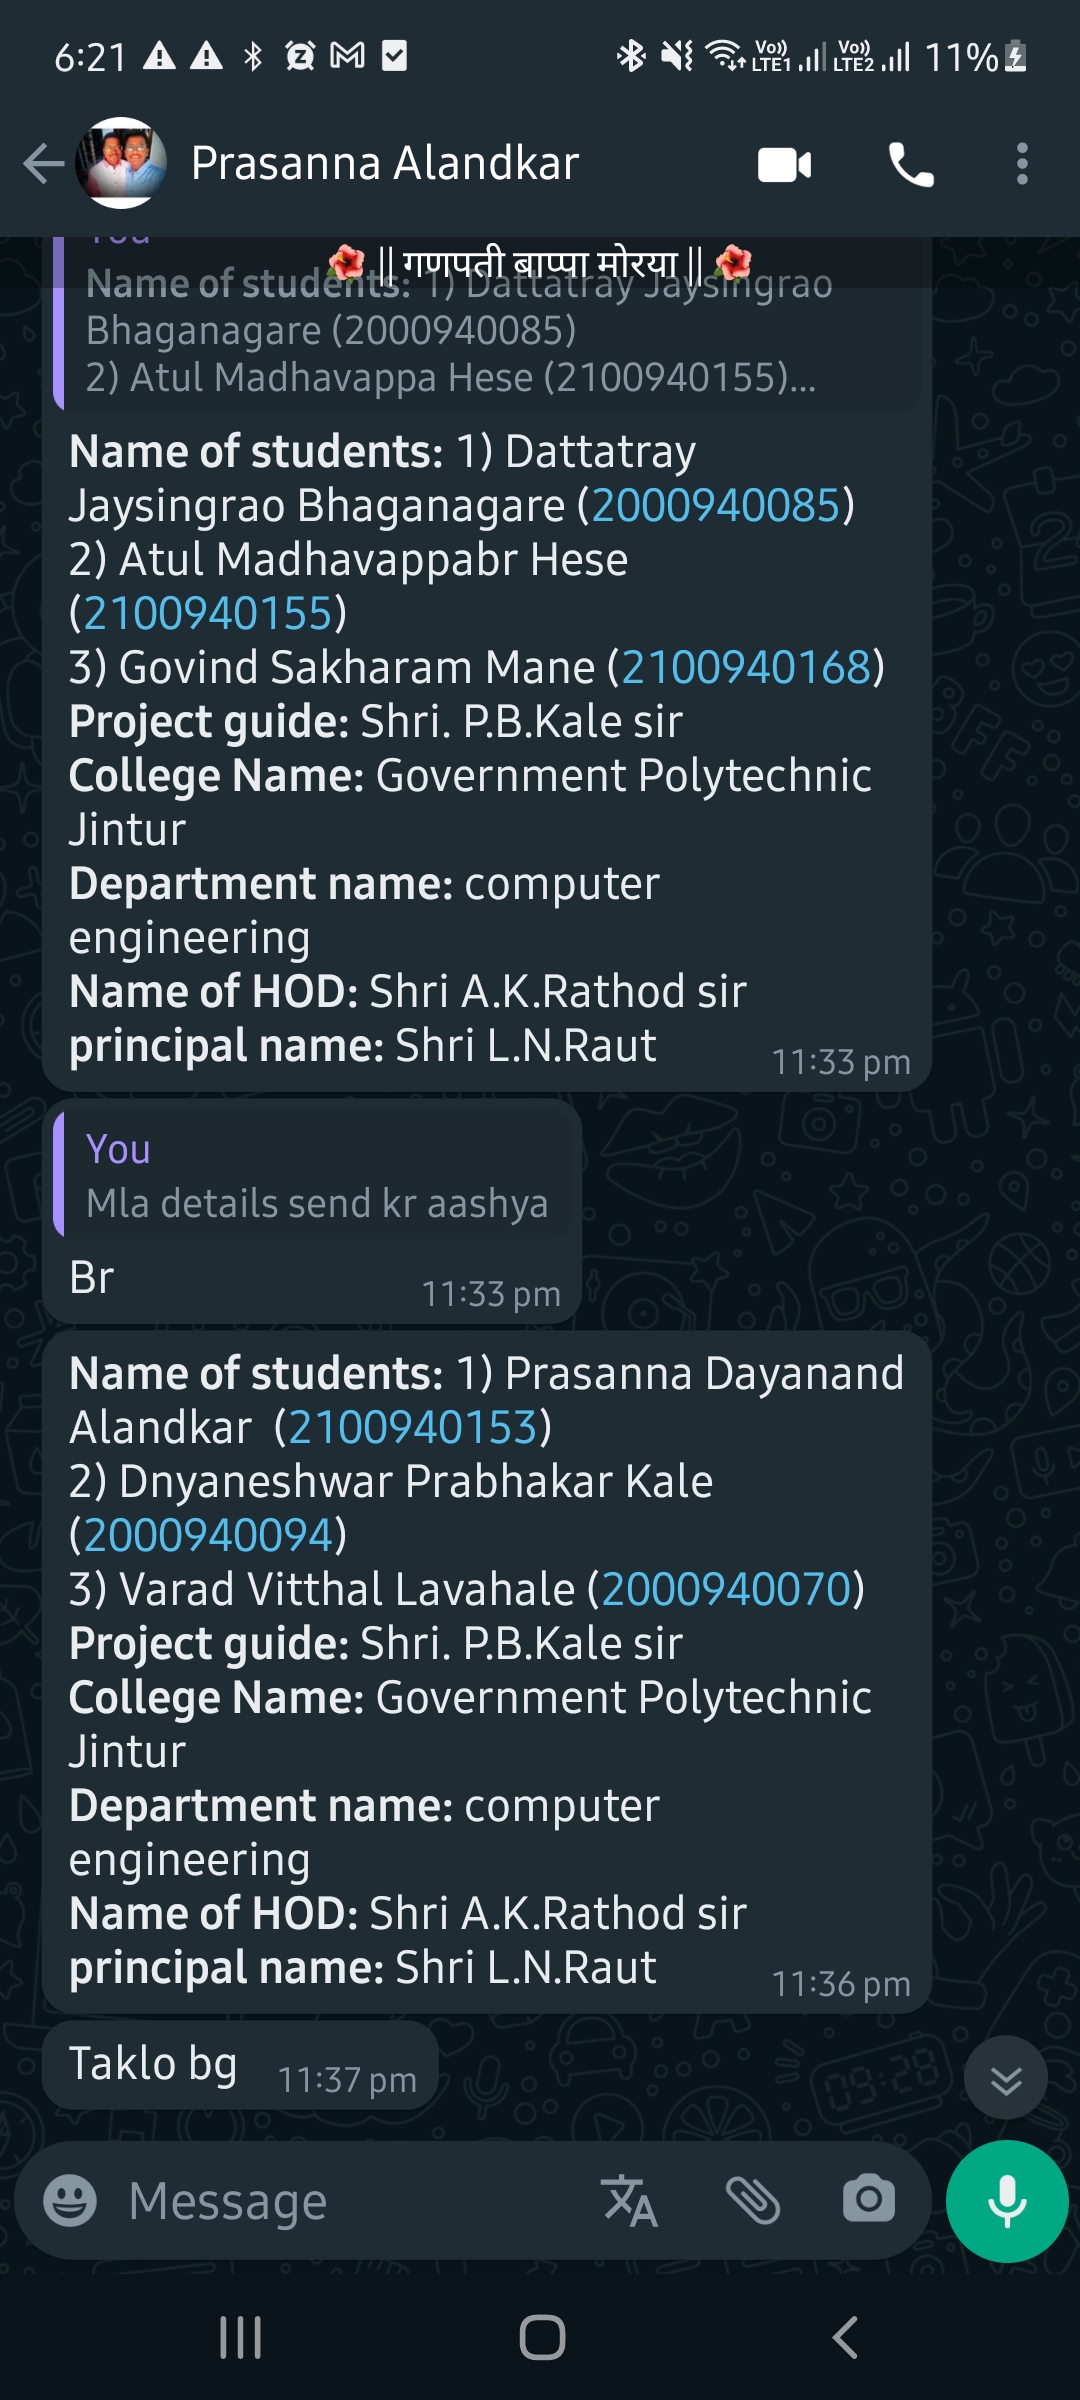 6:21
Vo)) LTE1 Vo)) LTE2 11%
Prasanna Alandkar
You
🌺 || गणपती बाप्पा मोरया || 🌺
Name of students: 1) Dattatray Jaysingrao
Bhaganagare (2000940085)
2) Atul Madhavappa Hese (2100940155)...
Name of students: 1) Dattatray
Jaysingrao Bhaganagare (2000940085)
2) Atul Madhavappabr Hese
(2100940155)
3) Govind Sakharam Mane (2100940168)
Project guide: Shri. P.B.Kale sir
College Name: Government Polytechnic
Jintur
Department name: computer
engineering
Name of HOD: Shri A.K.Rathod sir
principal name: Shri L.N.Raut
11:33 pm
You
Mla details send kr aashya
Br
11:33 pm
Name of students: 1) Prasanna Dayanand
Alandkar (2100940153)
2) Dnyaneshwar Prabhakar Kale
(2000940094)
3) Varad Vitthal Lavahale (2000940070)
Project guide: Shri. P.B.Kale sir
College Name: Government Polytechnic
Jintur
Department name: computer
engineering
Name of HOD: Shri A.K.Rathod sir
principal name: Shri L.N.Raut
11:36 pm
Taklo bg
11:37 pm
Message